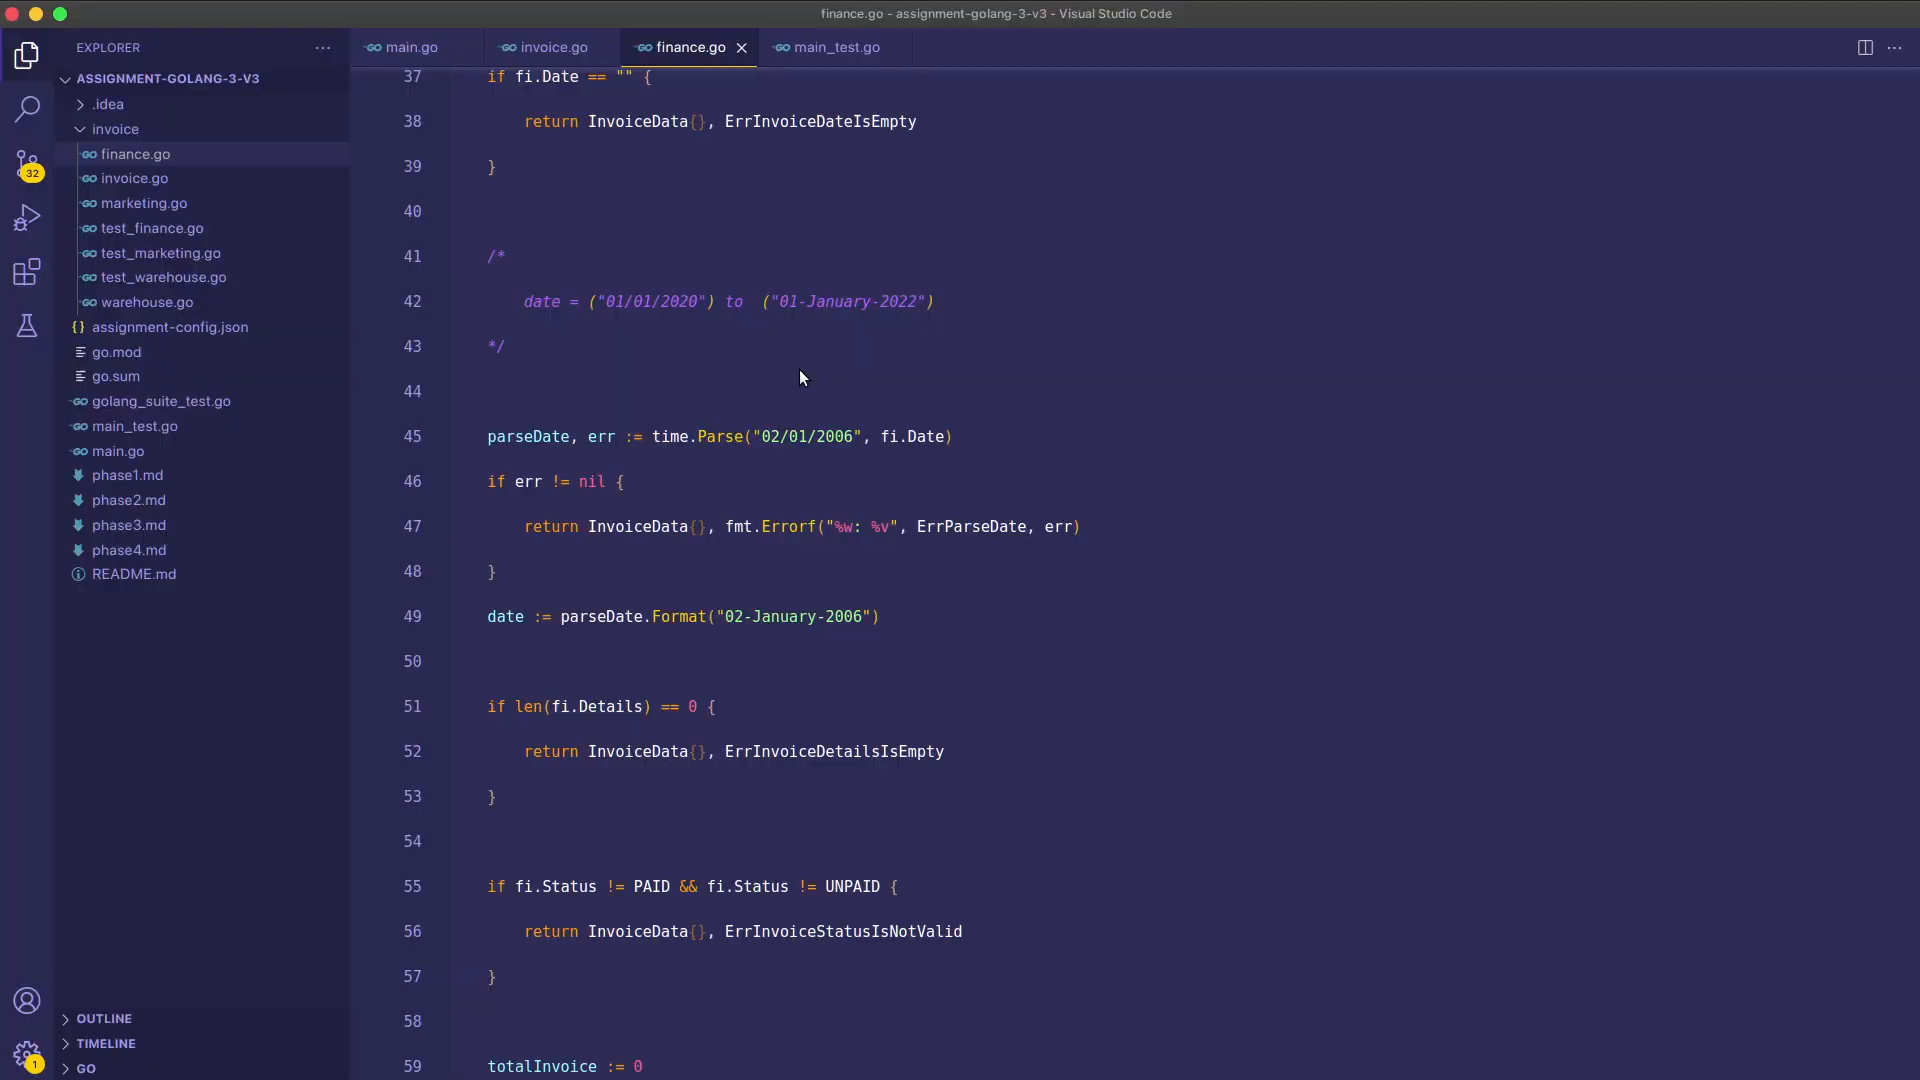 finance.go - assignment-golang-3-v3 - Visual Studio Code
EXPLORER
main.go
invoice.go
finance.go
main_test.go
ASSIGNMENT-GOLANG-3-V3
.idea
invoice
finance.go
invoice.go
marketing.go
test_finance.go
test_marketing.go
test_warehouse.go
warehouse.go
{} assignment-config.json
go.mod
go.sum
golang_suite_test.go
main_test.go
main.go
phase1.md
phase2.md
phase3.md
phase4.md
README.md
OUTLINE
TIMELINE
GO
32
1
37 if fi.Date == "" {
38 return InvoiceData{}, ErrInvoiceDateIsEmpty
39 }
40
41 /*
42 date = ("01/01/2020") to ("01-January-2022")
43 */
44
45 parseDate, err := time.Parse("02/01/2006", fi.Date)
46 if err != nil {
47 return InvoiceData{}, fmt.Errorf("%w: %v", ErrParseDate, err)
48 }
49 date := parseDate.Format("02-January-2006")
50
51 if len(fi.Details) == 0 {
52 return InvoiceData{}, ErrInvoiceDetailsIsEmpty
53 }
54
55 if fi.Status != PAID && fi.Status != UNPAID {
56 return InvoiceData{}, ErrInvoiceStatusIsNotValid
57 }
58
59 totalInvoice := 0